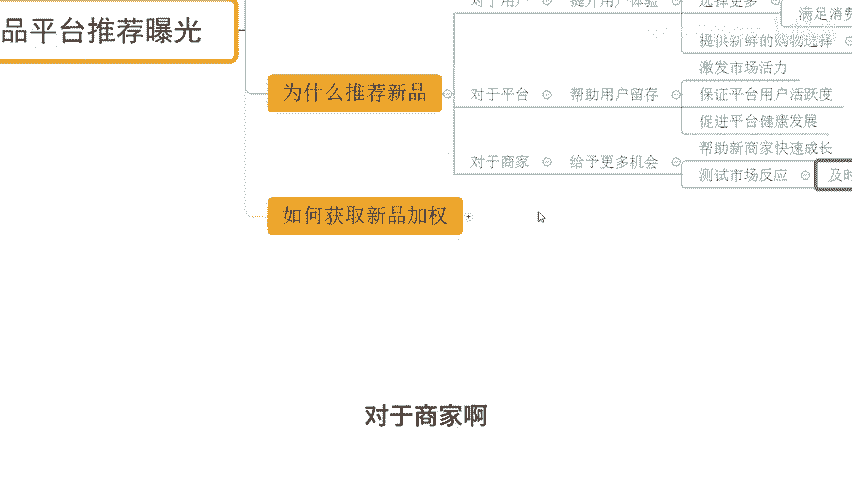 对于用户 提升用户体验 选择更多
满足消费
品平台推荐曝光
提供新鲜的购物选择
激发市场活力
为什么推荐新品 对于平台 帮助用户留存 保证平台用户活跃度
促进平台健康发展
帮助新商家快速成长
对于商家 给予更多机会
测试市场反应 及时
如何获取新品加权
对于商家啊